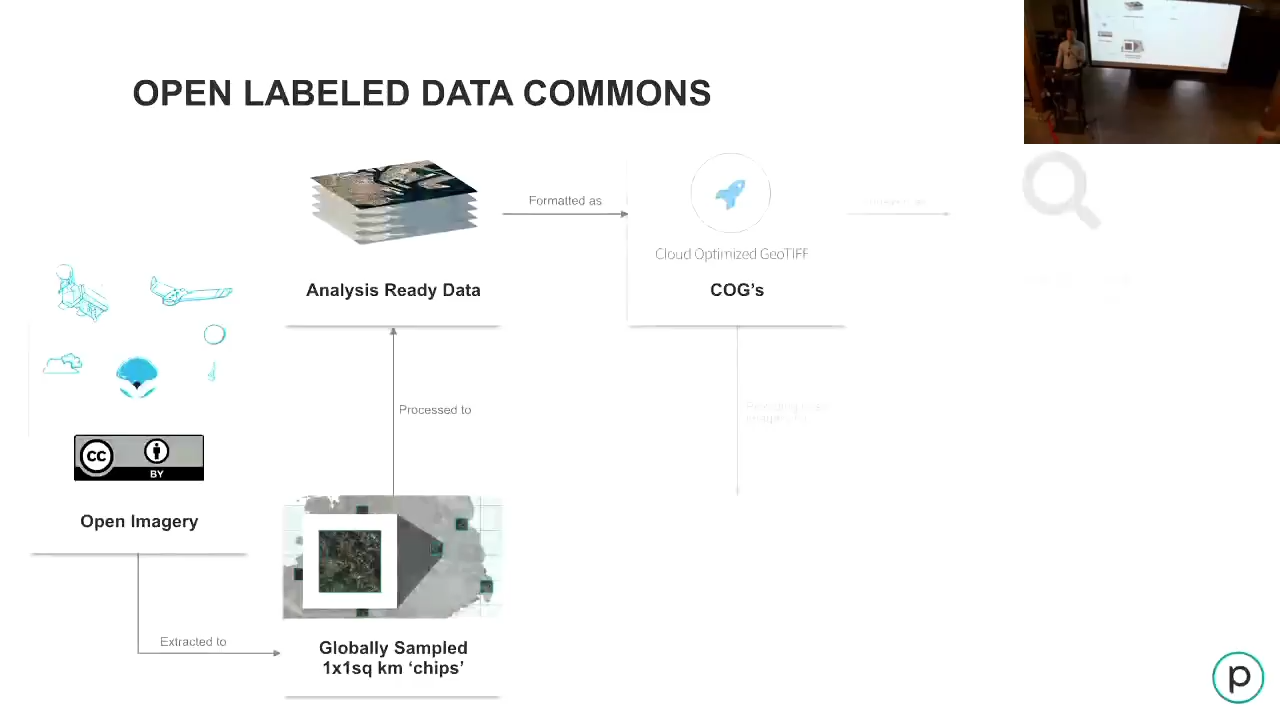 OPEN LABELED DATA COMMONS
Formatted as
Cloud Optimized GeoTIFF
Analysis Ready Data
COG's
Processed to
CC
BY
Open Imagery
Extracted to
Globally Sampled
1x1sq km ‘chips’
p